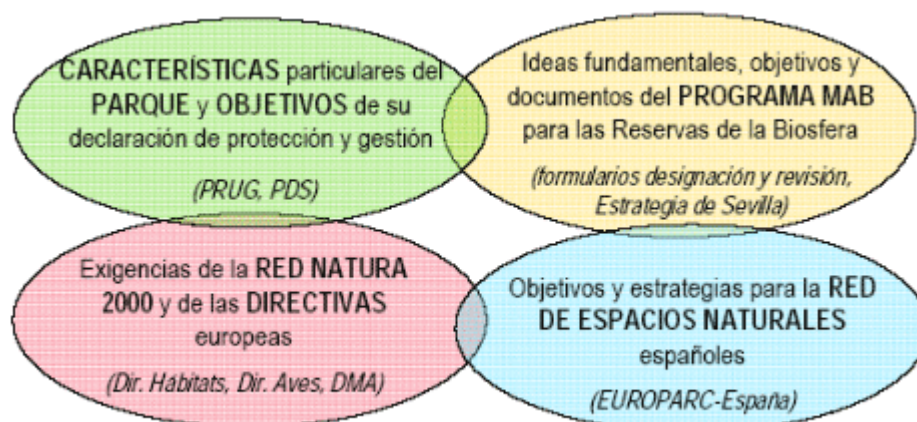 CARACTERÍSTICAS particulares del
PARQUE y OBJETIVOS de su
declaración de protección y gestión
(PRUG, PDS)
Ideas fundamentales, objetivos y
documentos del PROGRAMA MAB
para las Reservas de la Biosfera
(formularios designación y revisión,
Estrategia de Sevilla)
Exigencias de la RED NATURA
2000 y de las DIRECTIVAS
europeas
(Dir. Hábitats, Dir. Aves, DMA)
Objetivos y estrategias para la RED
DE ESPACIOS NATURALES
españoles
(EUROPARC-España)